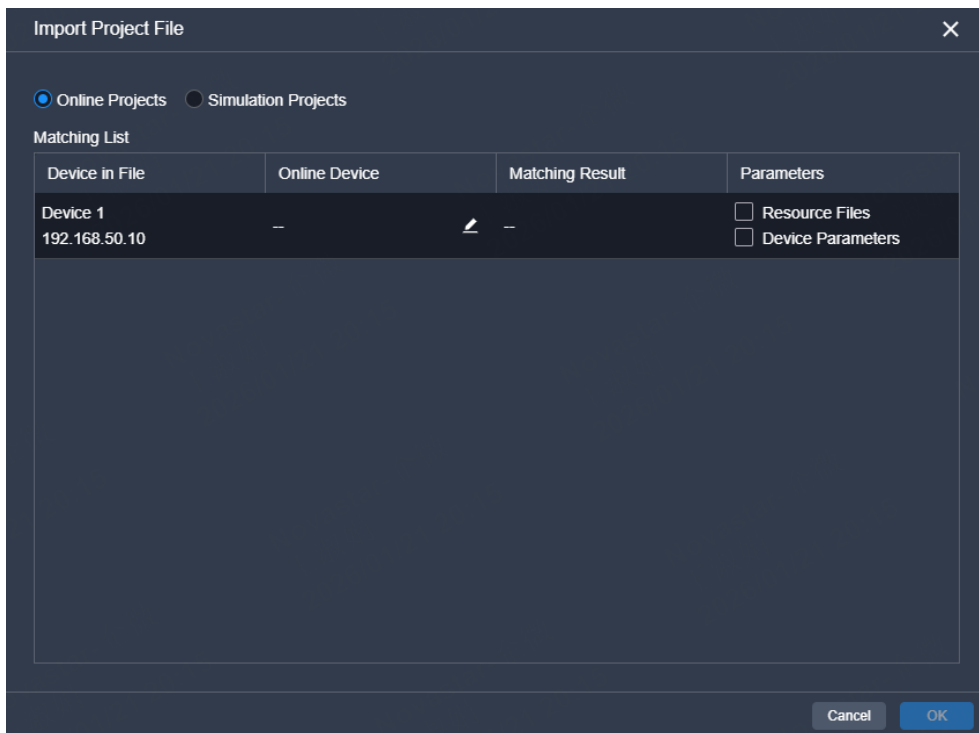 Import Project File
Online Projects Simulation Projects
Matching List
Device in File Online Device Matching Result Parameters
Device 1
192.168.50.10
-- --
Resource Files
Device Parameters
Cancel OK